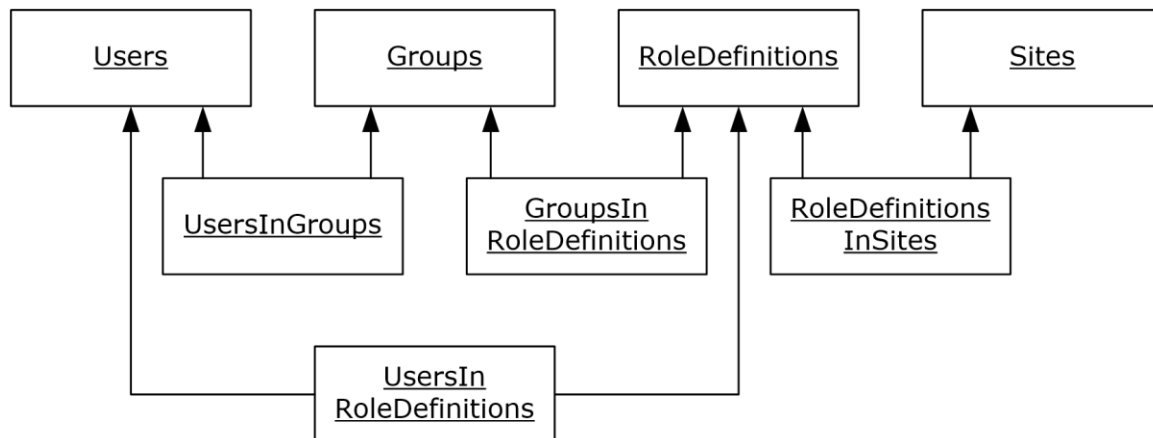 Users
Groups
RoleDefinitions
Sites
UsersInGroups
GroupsIn
RoleDefinitions
RoleDefinitions
InSites
UsersIn
RoleDefinitions